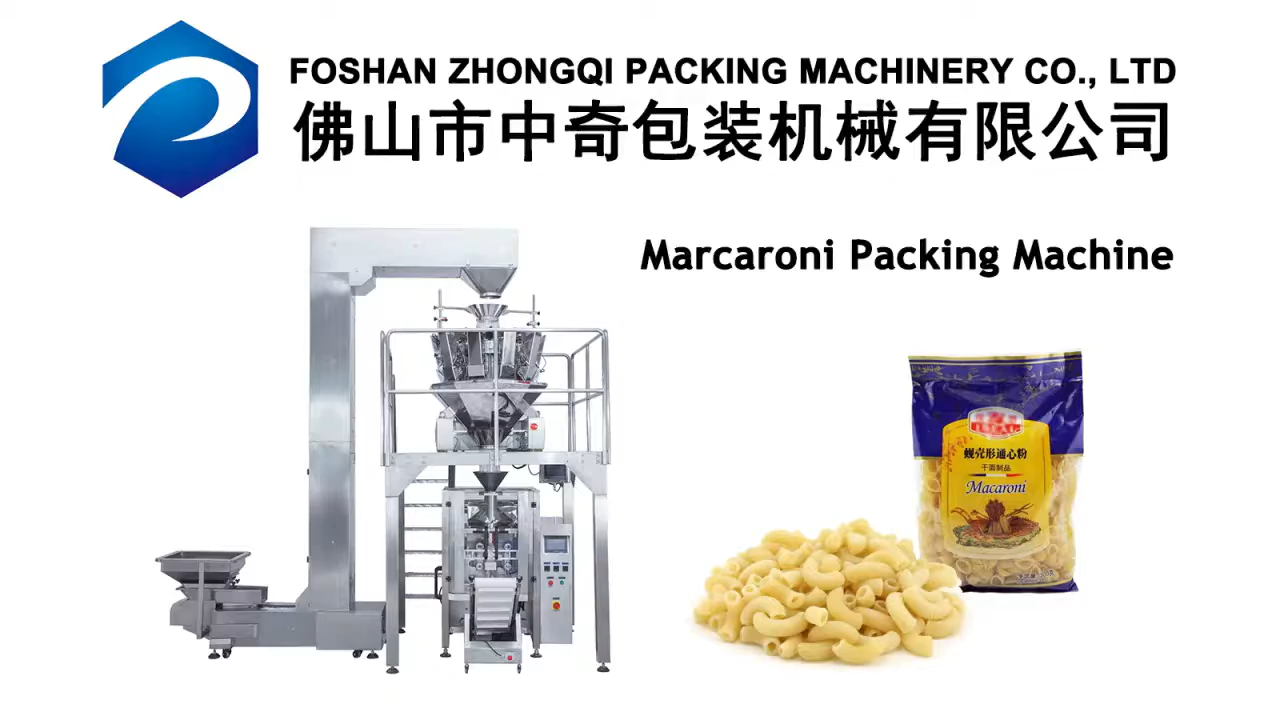 FOSHAN ZHONGQI PACKING MACHINERY CO., LTD
佛山市中奇包装机械有限公司
Marcaroni Packing Machine
蚬壳形通心粉
干面制品
Macaroni